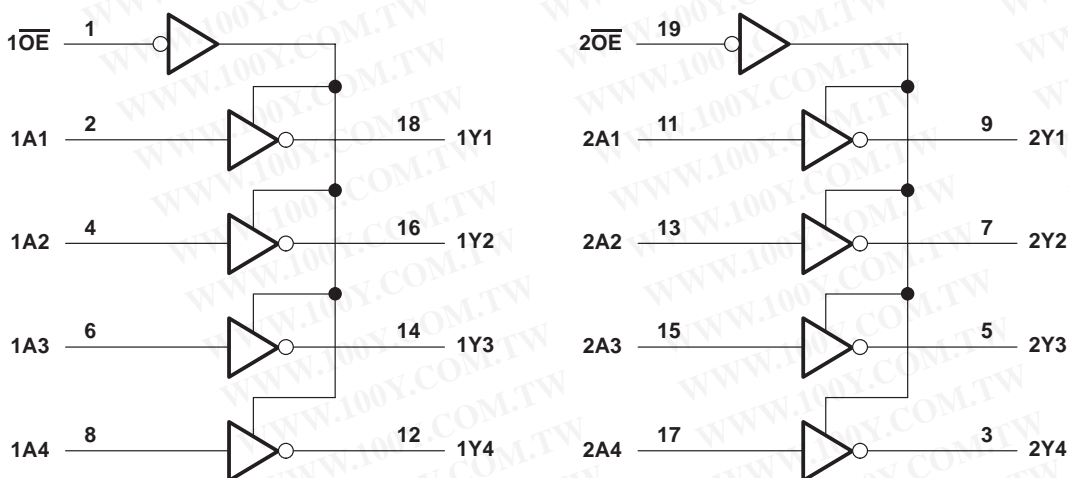 1O̅E̅ 1
1A1 2 18 1Y1
1A2 4 16 1Y2
1A3 6 14 1Y3
1A4 8 12 1Y4
2O̅E̅ 19
2A1 11 9 2Y1
2A2 13 7 2Y2
2A3 15 5 2Y3
2A4 17 3 2Y4
WWW.100Y.COM.TW